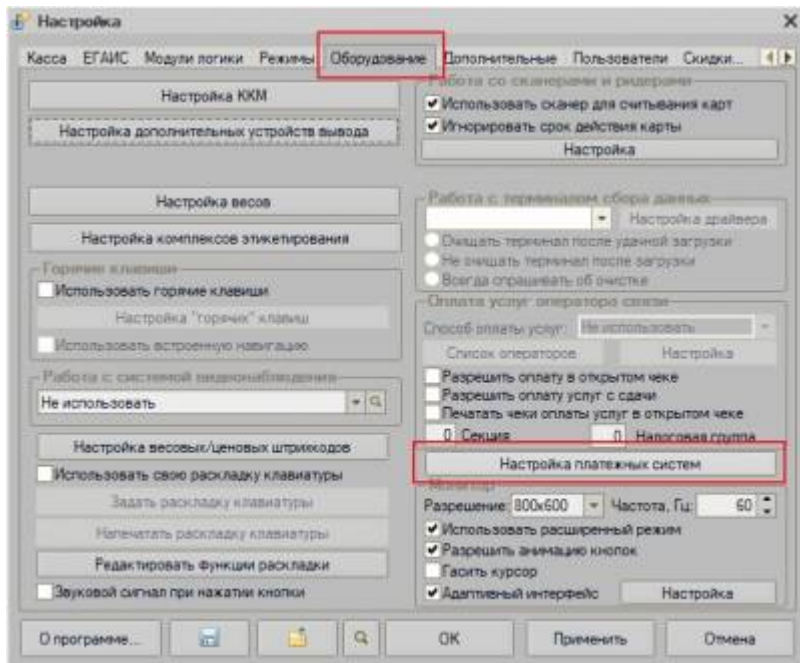 Настройка
Касса ЕГАИС Модули логики Режимы Оборудование Дополнительные Пользователи Скидки...
Настройка ККМ
Настройка дополнительных устройств вывода
Настройка весов
Настройка комплексов этикетирования
Горячие клавиши
Использовать горячие клавиши
Настройка "горячих" клавиш
Использовать встроенную навигацию
Работа с системой видеонаблюдения
Не использовать
Настройка весовых/ценовых штрихкодов
Использовать свою раскладку клавиатуры
Задать раскладку клавиатуры
Напечатать раскладку клавиатуры
Редактировать функции раскладки
Звуковой сигнал при нажатии кнопки
Работа со сканерами и ридерами
Использовать сканер для считывания карт
Игнорировать срок действия карты
Настройка
Работа с терминалом сбора данных
Настройка драйвера
Очищать терминал после удачной загрузки
Не очищать терминал после загрузки
Всегда спрашивать об очистке
Оплата услуг оператора связи
Способ оплаты услуг: Не использовать
Список операторов Настройка
Разрешить оплату в открытом чеке
Разрешить оплату услуг с сдачи
Печатать чеки оплаты услуг в открытом чеке
0 Секция 0 Налоговая группа
Настройка платежных систем
Монитор
Разрешение: 800x600 Частота, Гц: 60
Использовать расширенный режим
Разрешить анимацию кнопок
Гасить курсор
Адаптивный интерфейс Настройка
О программе... ОК Применить Отмена